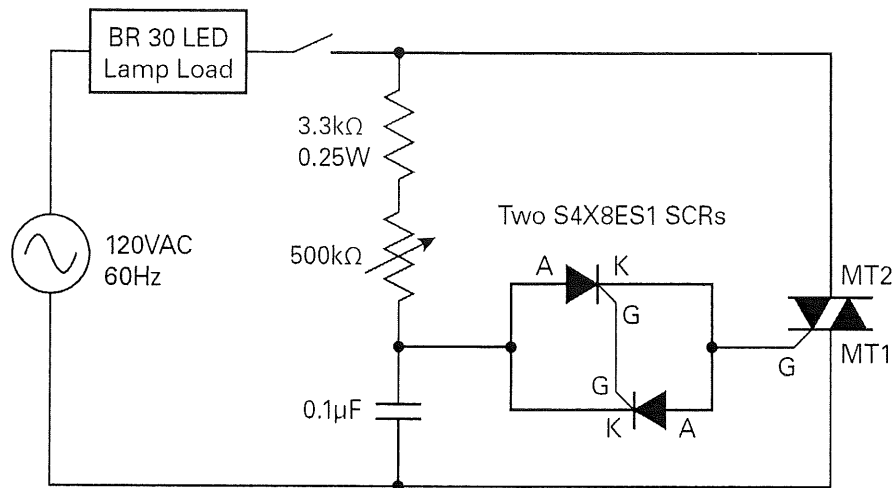 BR 30 LED
Lamp Load
3.3kΩ
0.25W
Two S4X8ES1 SCRs
120VAC
60Hz
500kΩ
A
K
G
MT2
G
MT1
G
K
A
0.1µF